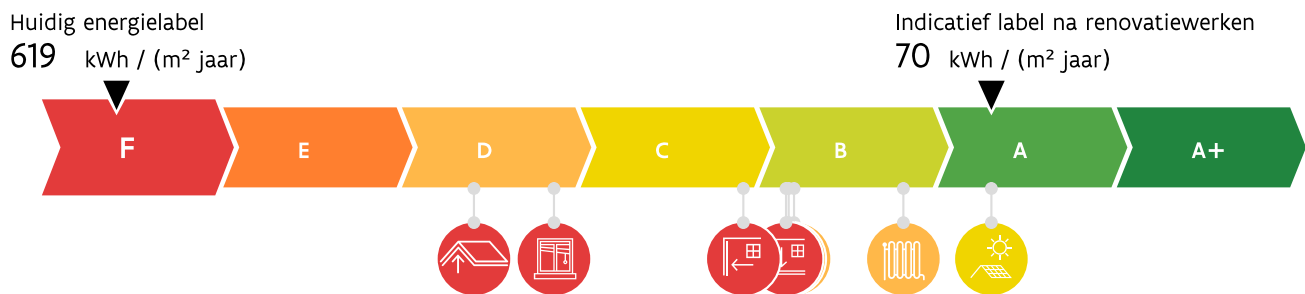 Huidig energielabel
619 kWh / (m² jaar)
Indicatief label na renovatiewerken
70 kWh / (m² jaar)
F E D C B A A+